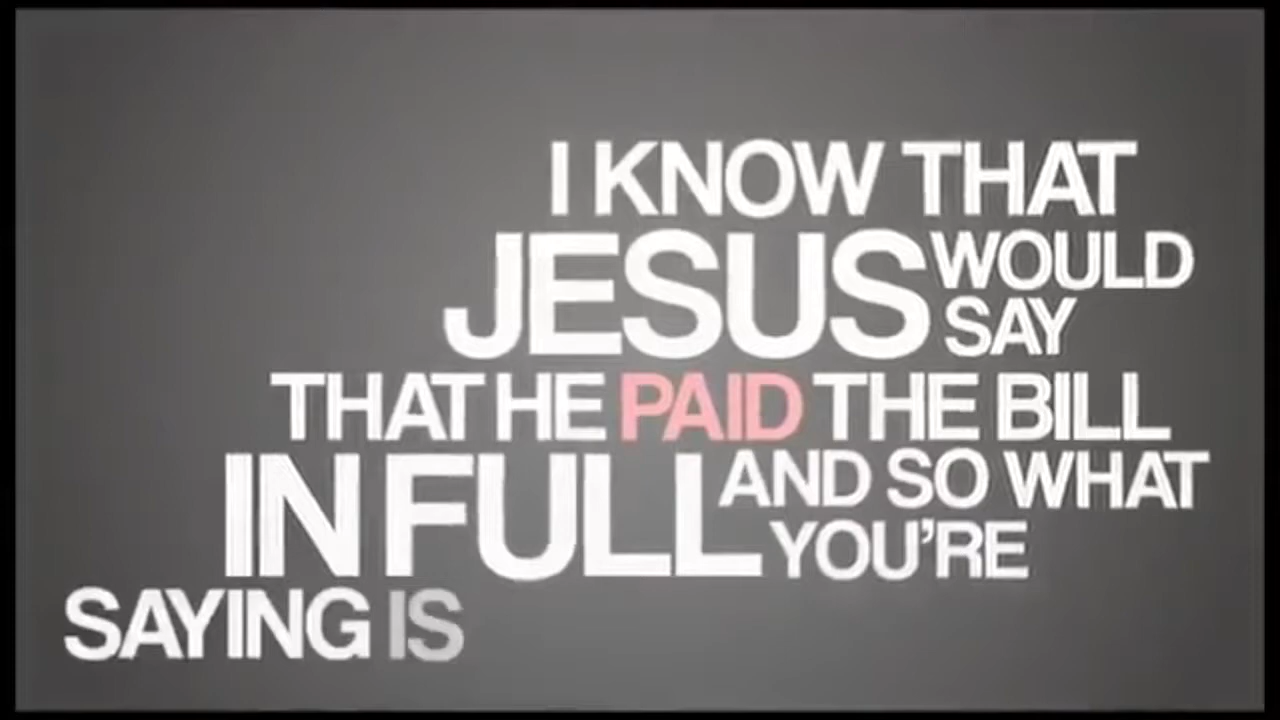 I KNOW THAT
JESUS WOULD
SAY
THAT HE PAID THE BILL
IN FULL AND SO WHAT
YOU'RE
SAYING IS